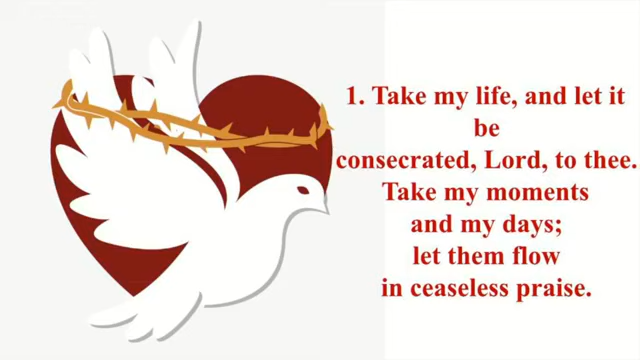 1. Take my life, and let it
be
consecrated, Lord, to thee.
Take my moments
and my days;
let them flow
in ceaseless praise.